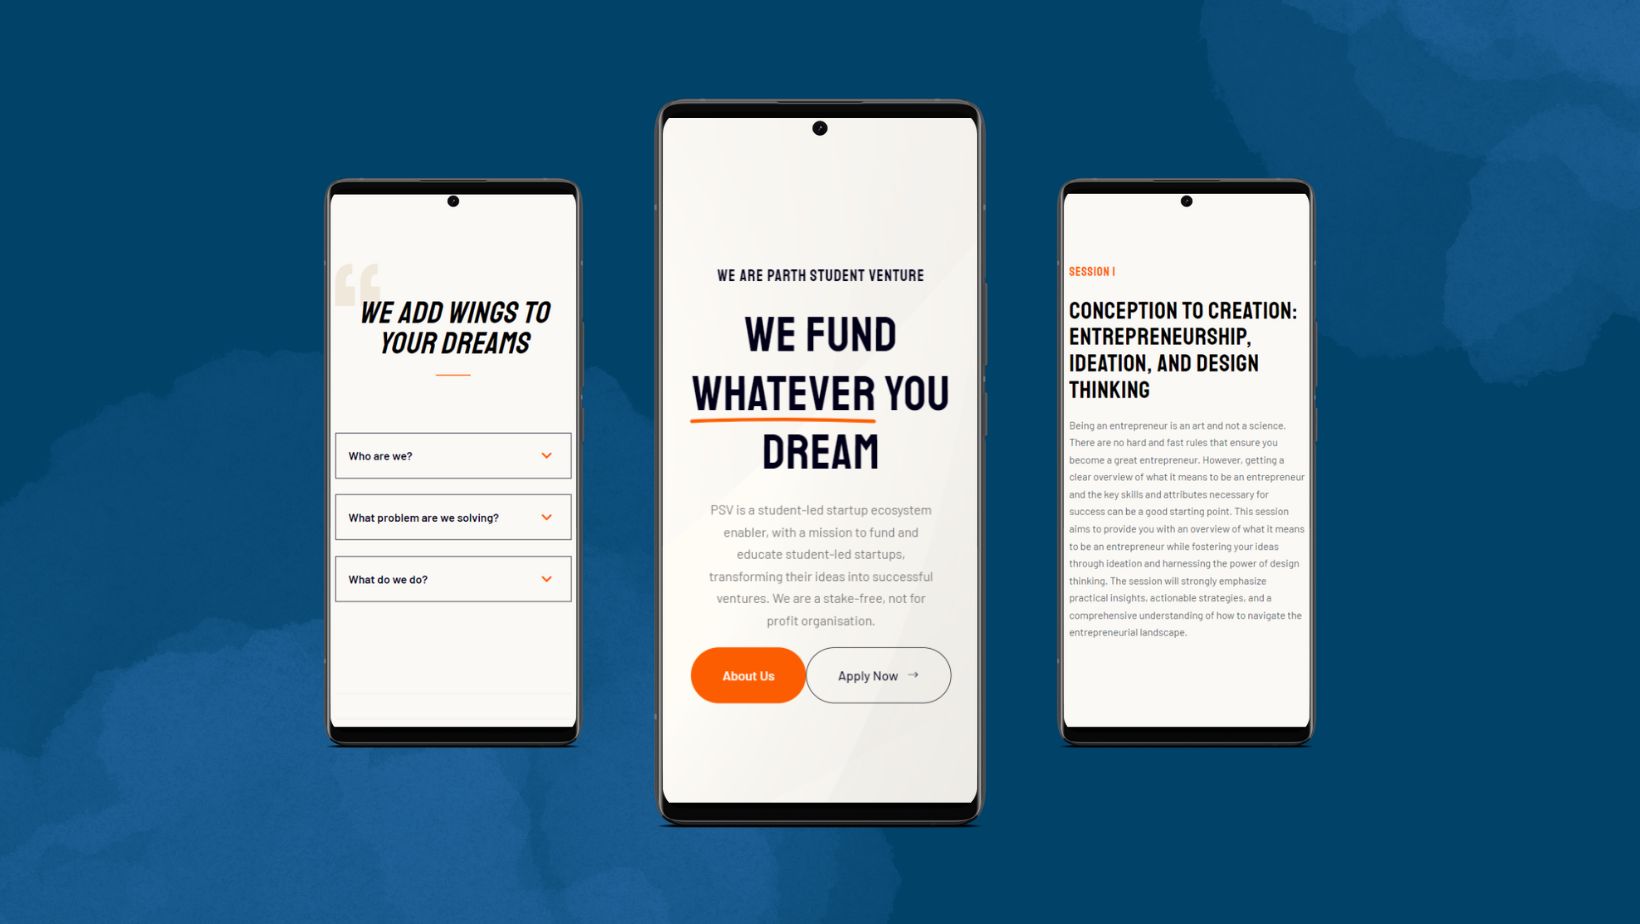 WE ADD WINGS TO
YOUR DREAMS
Who are we?
What problem are we solving?
What do we do?
WE ARE PARTH STUDENT VENTURE
WE FUND
WHATEVER YOU
DREAM
PSV is a student-led startup ecosystem
enabler, with a mission to fund and
educate student-led startups,
transforming their ideas into successful
ventures. We are a stake-free, not for
profit organisation.
About Us
Apply Now →
SESSION I
CONCEPTION TO CREATION:
ENTREPRENEURSHIP,
IDEATION, AND DESIGN
THINKING
Being an entrepreneur is an art and not a science.
There are no hard and fast rules that ensure you
become a great entrepreneur. However, getting a
clear overview of what it means to be an entrepreneur
and the key skills and attributes necessary for
success can be a good starting point. This session
aims to provide you with an overview of what it means
to be an entrepreneur while fostering your ideas
through ideation and harnessing the power of design
thinking. The session will strongly emphasize
practical insights, actionable strategies, and a
comprehensive understanding of how to navigate the
entrepreneurial landscape.